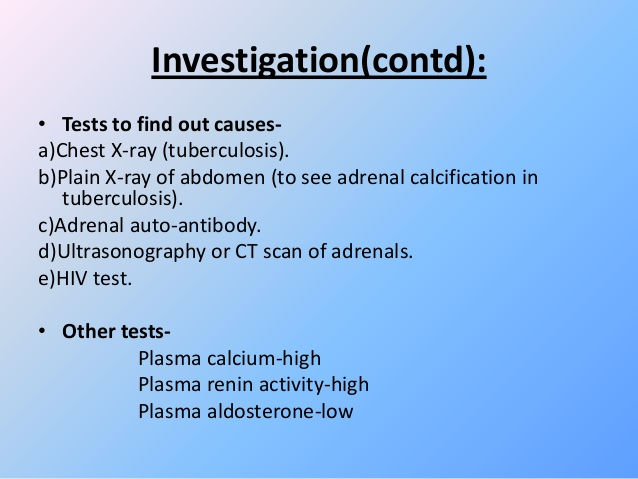 Investigation(contd):
• Tests to find out causes-
a)Chest X-ray (tuberculosis).
b)Plain X-ray of abdomen (to see adrenal calcification in
tuberculosis).
c)Adrenal auto-antibody.
d)Ultrasonography or CT scan of adrenals.
e)HIV test.
• Other tests-
Plasma calcium-high
Plasma renin activity-high
Plasma aldosterone-low